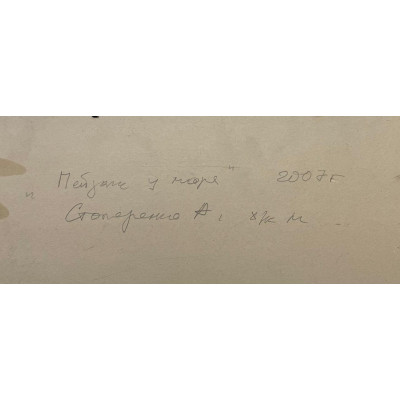 "Пейзаж у моря" 2007г
Столяренко А, х/к м